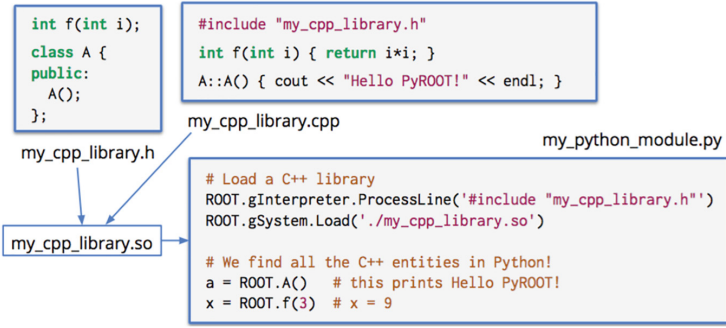 int f(int i);
class A {
public:
  A();
};
my_cpp_library.h
#include "my_cpp_library.h"
int f(int i) { return i*i; }
A::A() { cout << "Hello PyROOT!" << endl; }
my_cpp_library.cpp
my_cpp_library.so
my_python_module.py
# Load a C++ library
ROOT.gInterpreter.ProcessLine('#include "my_cpp_library.h"')
ROOT.gSystem.Load('./my_cpp_library.so')
# We find all the C++ entities in Python!
a = ROOT.A()  # this prints Hello PyROOT!
x = ROOT.f(3)  # x = 9